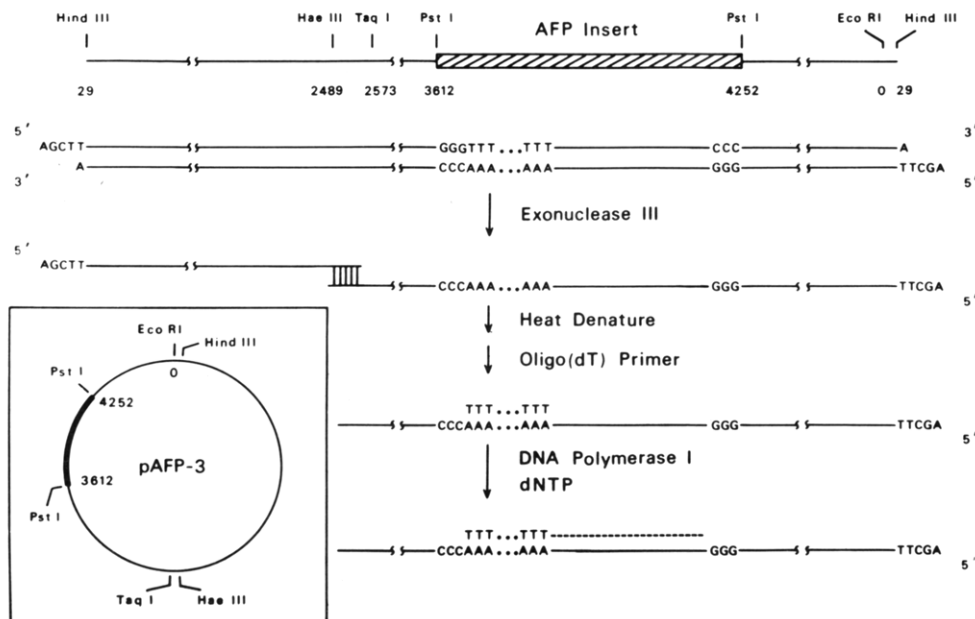 Hind III Hae III Taq I Pst I AFP Insert Pst I Eco RI Hind III
29 2489 2573 3612 4252 0 29
5′ 3′
AGCTT GGGTTT...TTT CCC A
A CCCAAA...AAA GGG TTCGA
3′ 5′
Exonuclease III
5′
AGCTT
CCCAAA...AAA GGG TTCGA
5′
Heat Denature
Oligo(dT) Primer
TTT...TTT
CCCAAA...AAA GGG TTCGA
5′
DNA Polymerase I
dNTP
TTT...TTT
CCCAAA...AAA GGG TTCGA
5′
Eco RI
Hind III
0
Pst I
4252
pAFP-3
3612
Pst I
Taq I Hae III